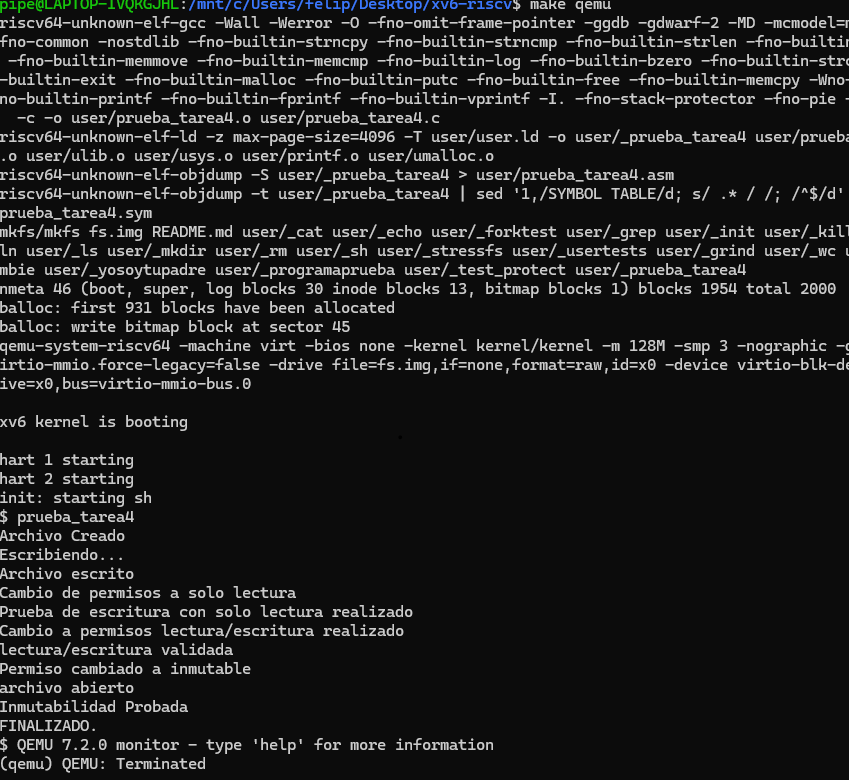 pipe@LAPTOP-IVQKGJHL:/mnt/c/Users/felip/Desktop/xv6-riscv$ make qemu
riscv64-unknown-elf-gcc -Wall -Werror -O -fno-omit-frame-pointer -ggdb -gdwarf-2 -MD -mcmodel=
fno-common -nostdlib -fno-builtin-strncpy -fno-builtin-strncmp -fno-builtin-strlen -fno-builtin
-fno-builtin-memmove -fno-builtin-memcmp -fno-builtin-log -fno-builtin-bzero -fno-builtin-strc
-builtin-exit -fno-builtin-malloc -fno-builtin-putc -fno-builtin-free -fno-builtin-memcpy -Wno-
no-builtin-printf -fno-builtin-fprintf -fno-builtin-vprintf -I. -fno-stack-protector -fno-pie -
-c -o user/prueba_tarea4.o user/prueba_tarea4.c
riscv64-unknown-elf-ld -z max-page-size=4096 -T user/user.ld -o user/_prueba_tarea4 user/prueba
.o user/ulib.o user/usys.o user/printf.o user/umalloc.o
riscv64-unknown-elf-objdump -S user/_prueba_tarea4 > user/prueba_tarea4.asm
riscv64-unknown-elf-objdump -t user/_prueba_tarea4 | sed '1,/SYMBOL TABLE/d; s/ .* / /; /^$/d'
prueba_tarea4.sym
mkfs/mkfs fs.img README.md user/_cat user/_echo user/_forktest user/_grep user/_init user/_kill
ln user/_ls user/_mkdir user/_rm user/_sh user/_stressfs user/_usertests user/_grind user/_wc u
mbie user/_yosoytupadre user/_programaprueba user/_test_protect user/_prueba_tarea4
nmeta 46 (boot, super, log blocks 30 inode blocks 13, bitmap blocks 1) blocks 1954 total 2000
balloc: first 931 blocks have been allocated
balloc: write bitmap block at sector 45
qemu-system-riscv64 -machine virt -bios none -kernel kernel/kernel -m 128M -smp 3 -nographic -g
irtio-mmio.force-legacy=false -drive file=fs.img,if=none,format=raw,id=x0 -device virtio-blk-de
ive=x0,bus=virtio-mmio-bus.0
xv6 kernel is booting
hart 1 starting
hart 2 starting
init: starting sh
$ prueba_tarea4
Archivo Creado
Escribiendo...
Archivo escrito
Cambio de permisos a solo lectura
Prueba de escritura con solo lectura realizado
Cambio a permisos lectura/escritura realizado
lectura/escritura validada
Permiso cambiado a inmutable
archivo abierto
Inmutabilidad Probada
FINALIZADO.
$ QEMU 7.2.0 monitor - type 'help' for more information
(qemu) QEMU: Terminated